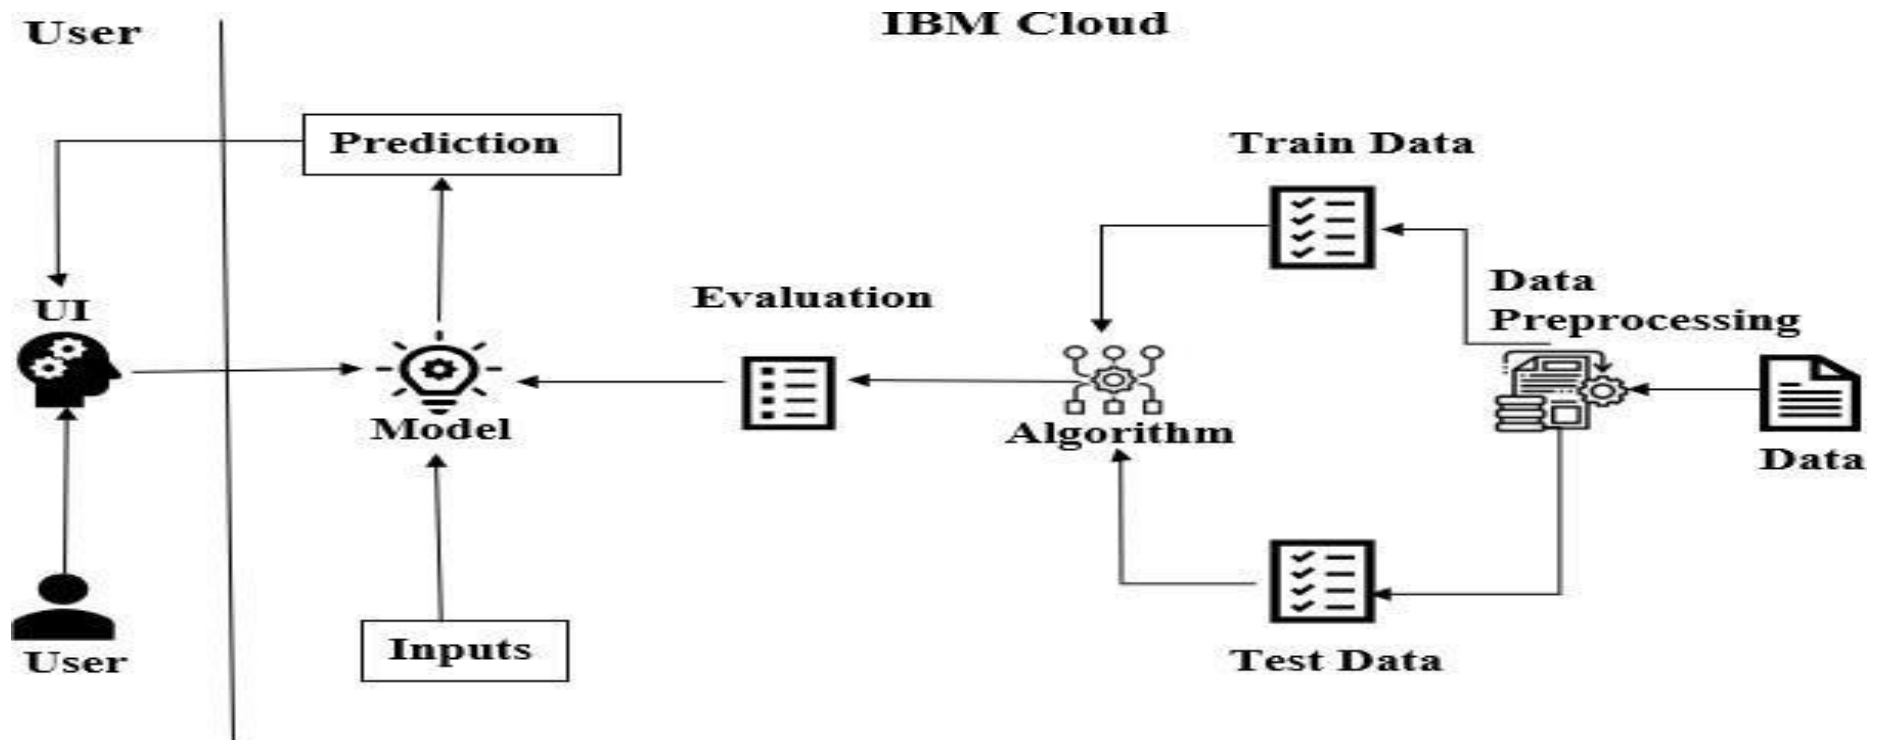 User
IBM Cloud
Prediction
Train Data
UI
Evaluation
Data
Preprocessing
Model
Algorithm
Data
Inputs
User
Test Data